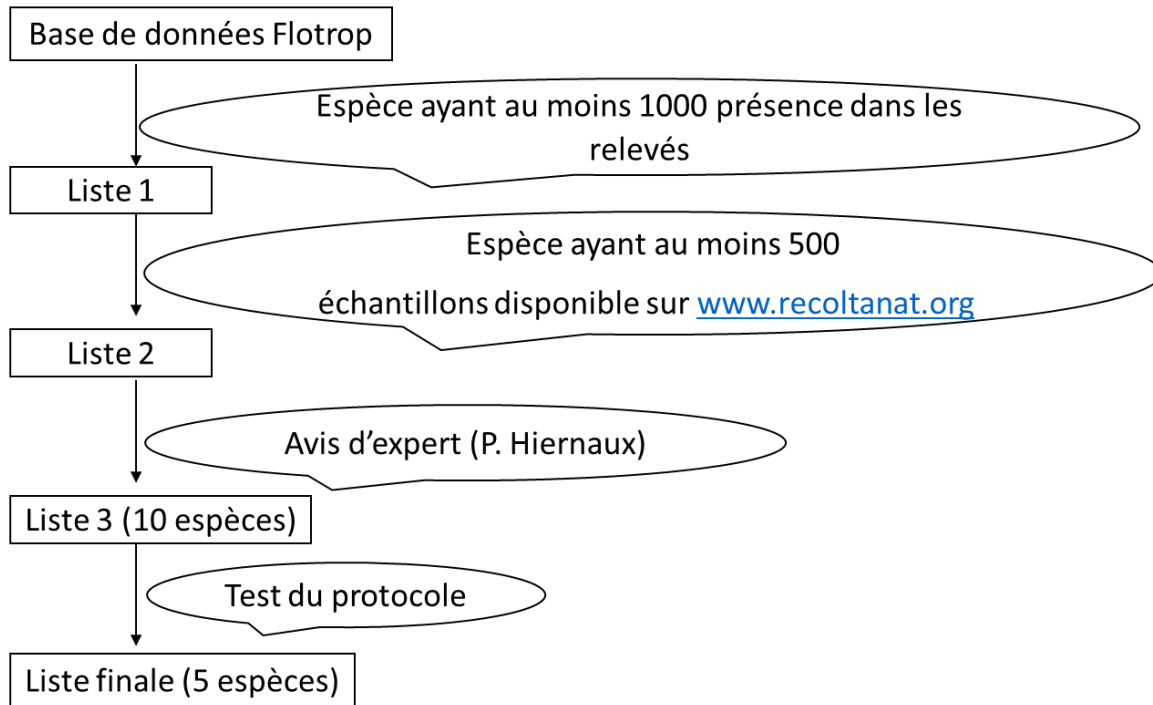 Base de données Flotrop
Espèce ayant au moins 1000 présence dans les
relevés
Liste 1
Espèce ayant au moins 500
échantillons disponible sur www.recoltanat.org
Liste 2
Avis d'expert (P. Hiernaux)
Liste 3 (10 espèces)
Test du protocole
Liste finale (5 espèces)